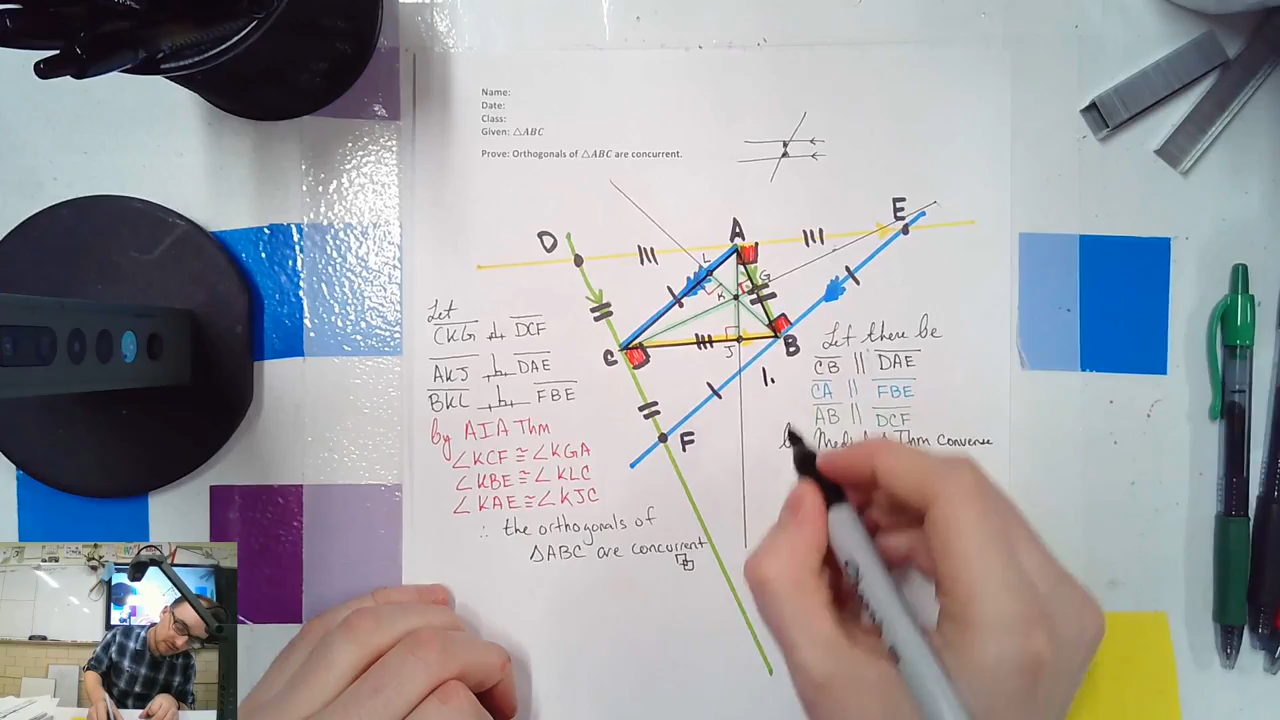 Name:
Date:
Class:
Given: △ABC
Prove: Orthogonals of △ABC are concurrent.
D
A
E
L
G
K
C
J
B
1.
F
Let
CKG ⊥ DCF
AKJ ⊥ DAE
BKL ⊥ FBE
by AIA Thm
∠KCF ≅ ∠KGA
∠KBE ≅ ∠KLC
∠KAE ≅ ∠KJC
∴ the orthogonals of
△ABC are concurrent
Let there be
CB || DAE
CA || FBE
AB || DCF
Thm Converse